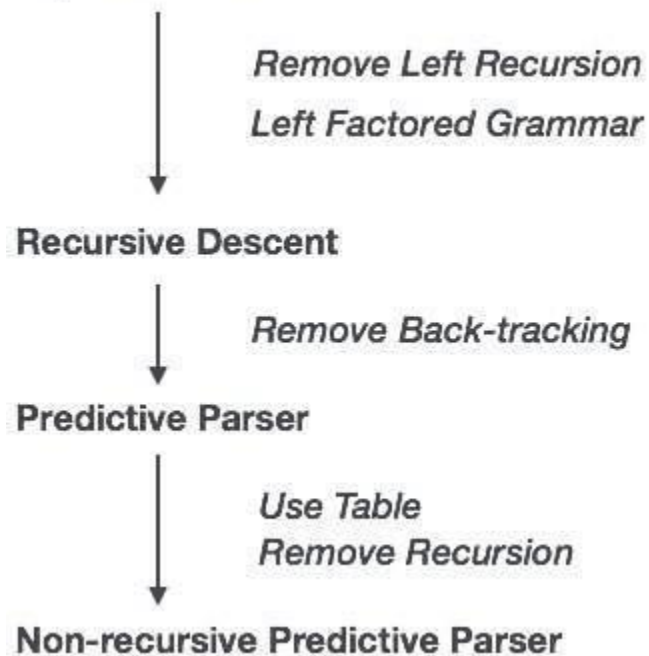 Remove Left Recursion
Left Factored Grammar
Recursive Descent
Remove Back-tracking
Predictive Parser
Use Table
Remove Recursion
Non-recursive Predictive Parser